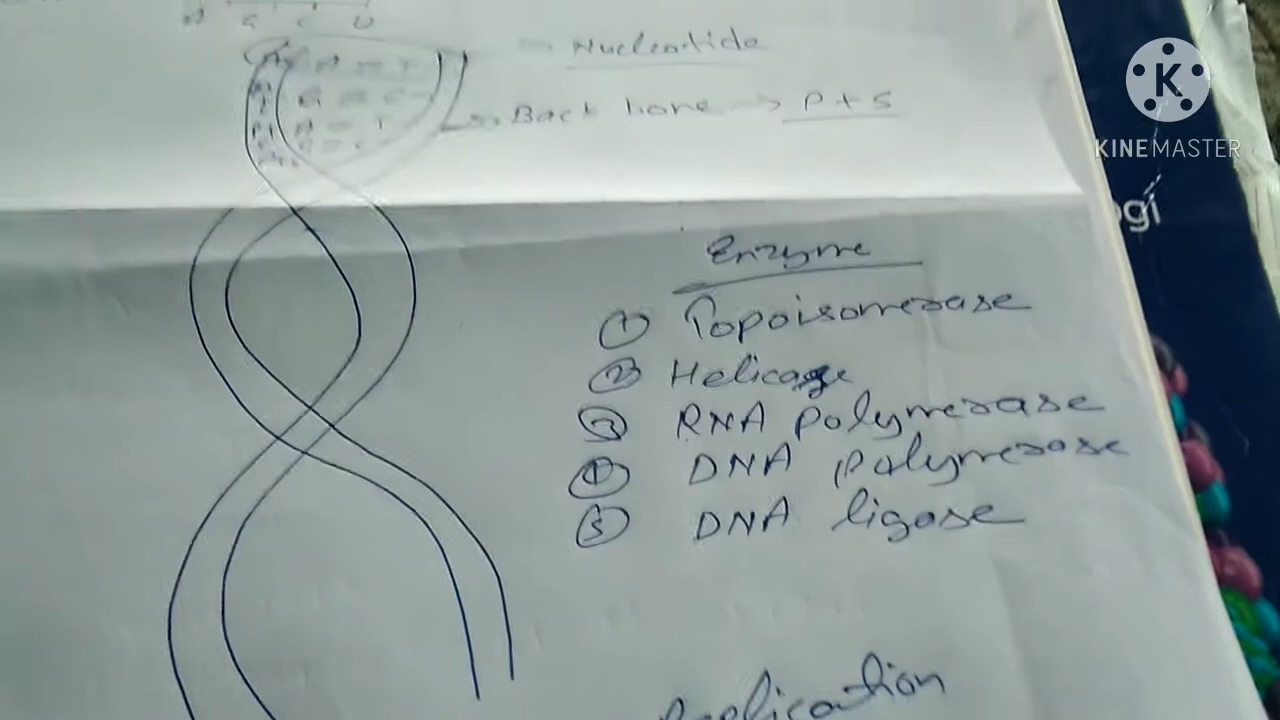 G C U
Nucleotide
Back bone → P + S
A = T
G ≡ C
A = T
KINEMASTER
ogí
Enzyme
① Topoisomerase
② Helicase
③ RNA polymerase
④ DNA polymerase
⑤ DNA ligase
Replication